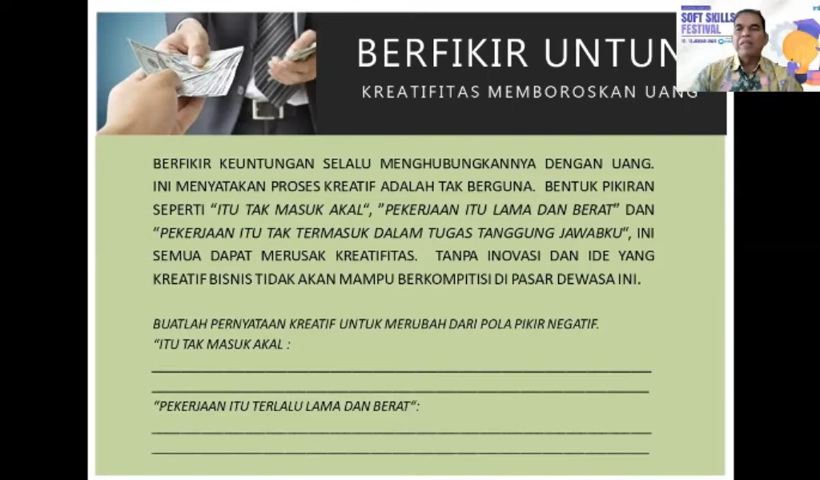 BERFIKIR UNTUN
KREATIFITAS MEMBOROSKAN UANG
SOFT SKILLS
FESTIVAL
BERFIKIR KEUNTUNGAN SELALU MENGHUBUNGKANNYA DENGAN UANG.
INI MENYATAKAN PROSES KREATIF ADALAH TAK BERGUNA. BENTUK PIKIRAN
SEPERTI “ITU TAK MASUK AKAL“, ”PEKERJAAN ITU LAMA DAN BERAT” DAN
“PEKERJAAN ITU TAK TERMASUK DALAM TUGAS TANGGUNG JAWABKU“, INI
SEMUA DAPAT MERUSAK KREATIFITAS. TANPA INOVASI DAN IDE YANG
KREATIF BISNIS TIDAK AKAN MAMPU BERKOMPITISI DI PASAR DEWASA INI.
BUATLAH PERNYATAAN KREATIF UNTUK MERUBAH DARI POLA PIKIR NEGATIF.
“ITU TAK MASUK AKAL :
“PEKERJAAN ITU TERLALU LAMA DAN BERAT“: